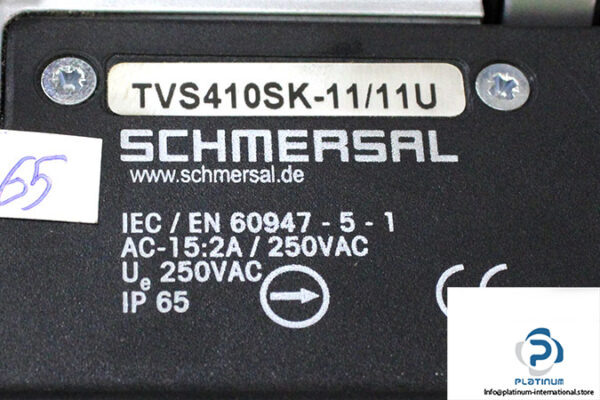 TVS410SK-11/11U
65
SCHMERSAL
www.schmersal.de
IEC / EN 60947 - 5 - 1
AC-15:2A / 250VAC
Ue 250VAC
IP 65
CE
PLATINUM
Info@platinum-international.store